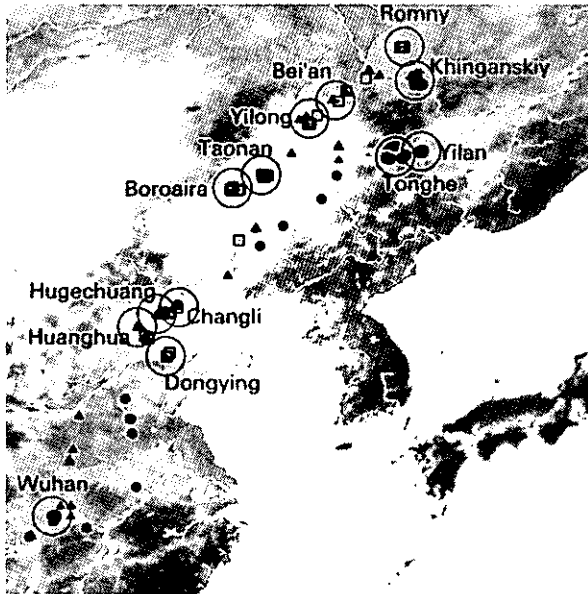 Romny
Khinganskiy
Bei'an
Yilong
Taonan
Yilan
Tonghe
Boroaira
Hugechuang
Changli
Huanghua
Dongying
Wuhan